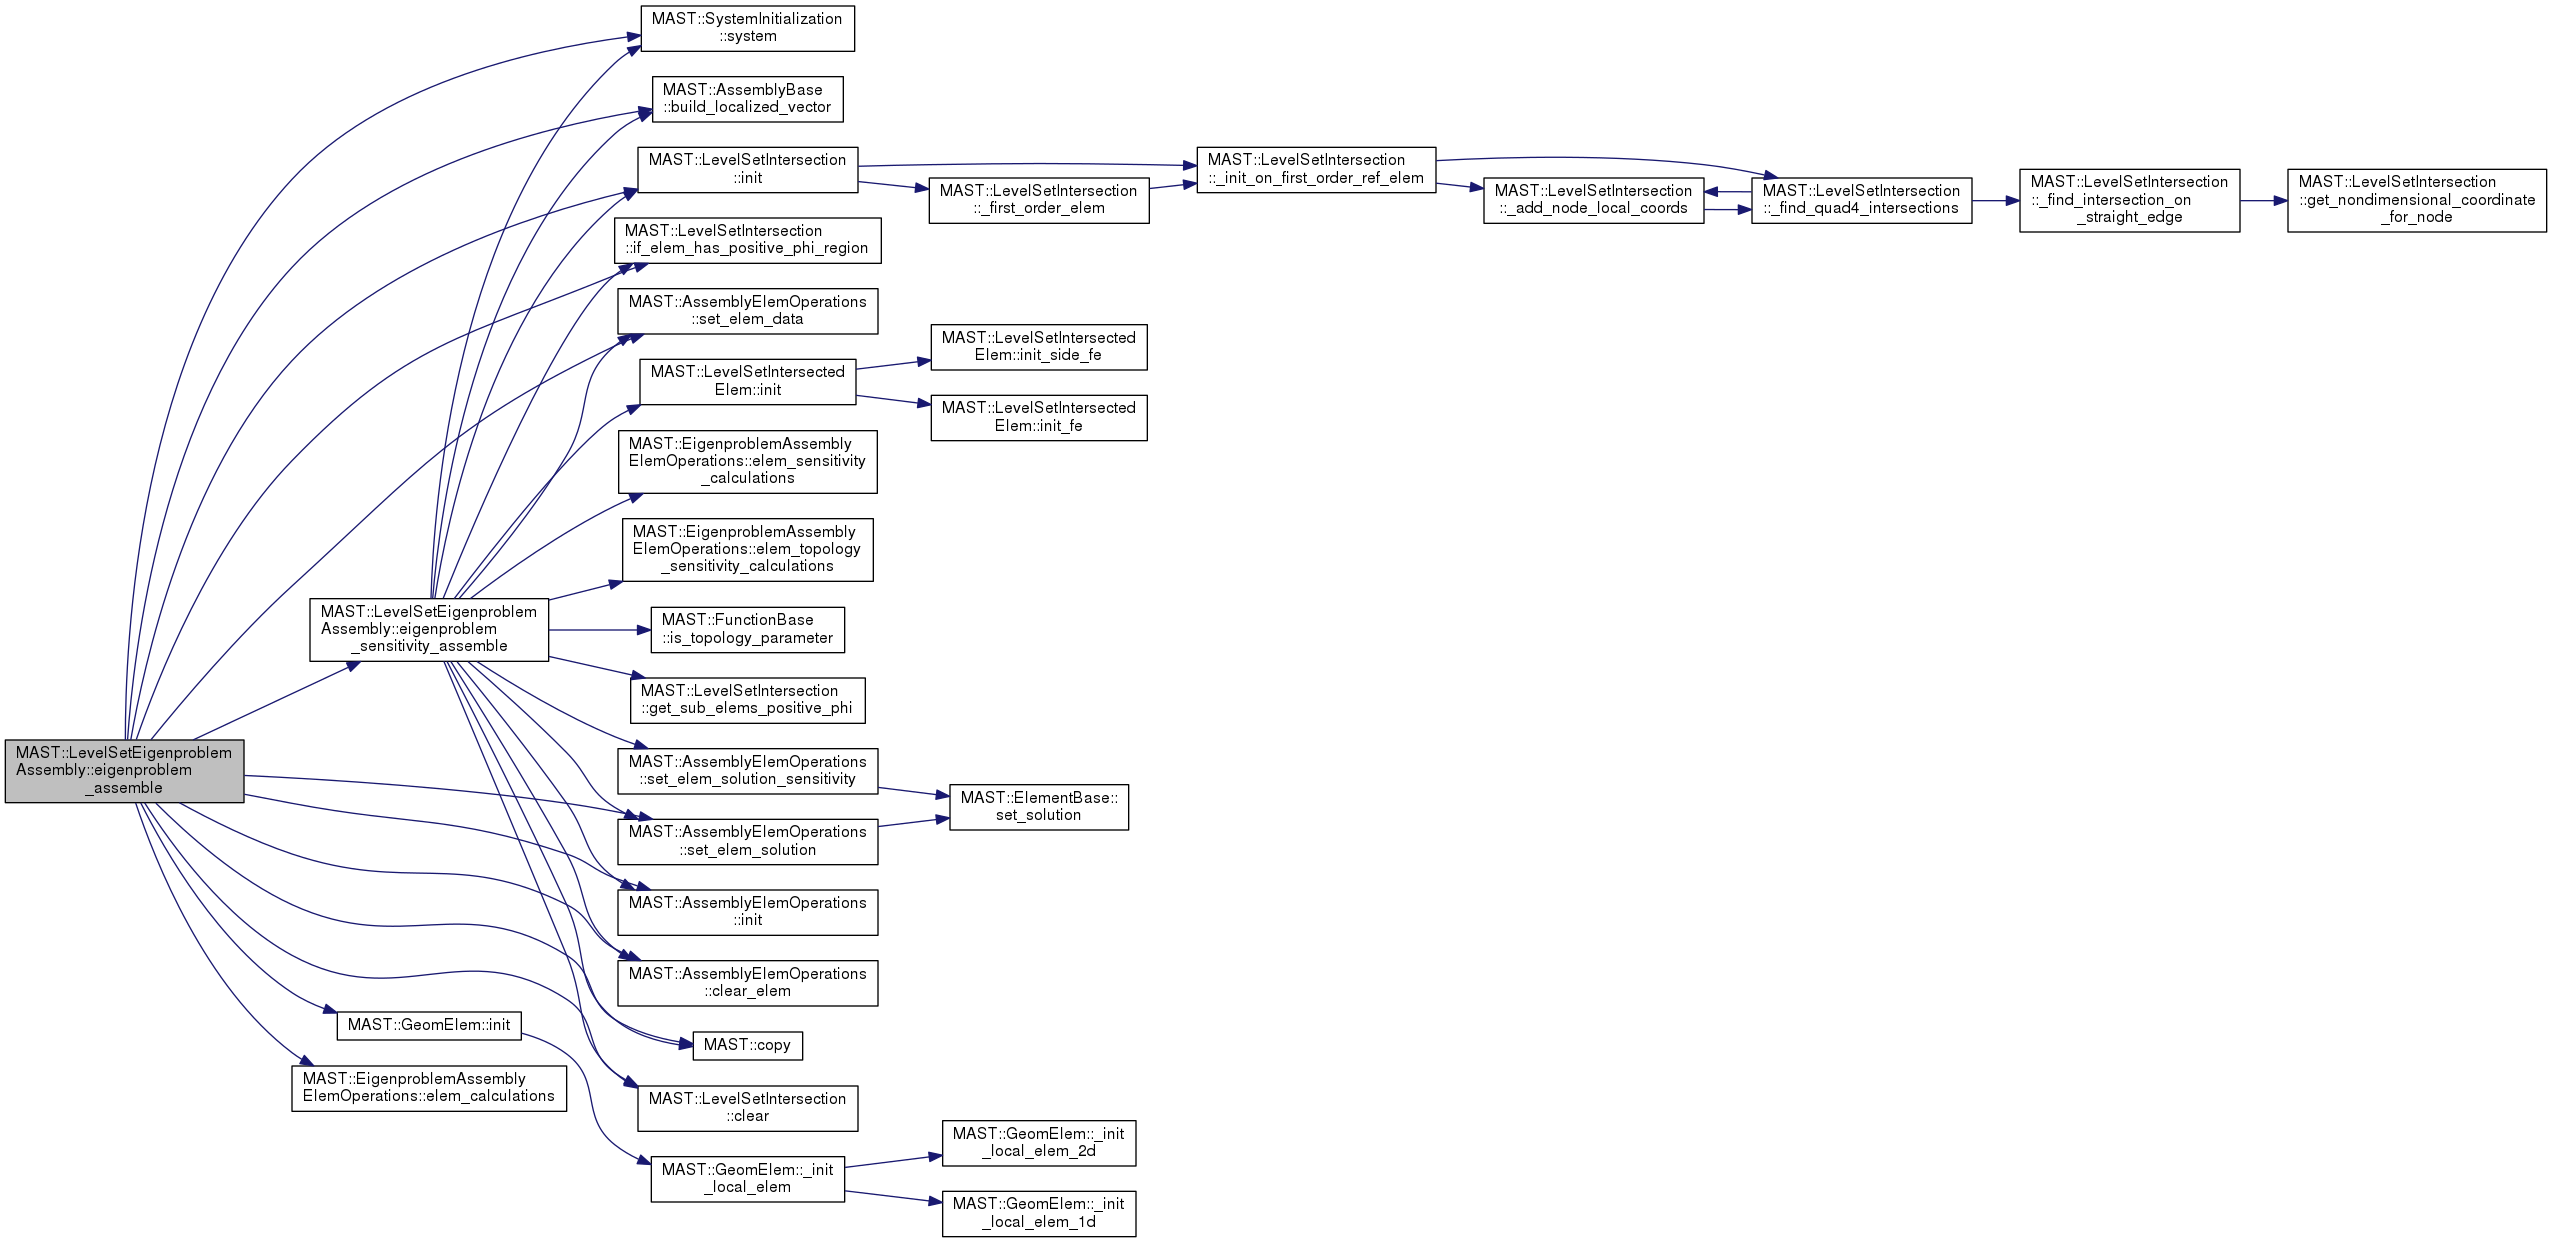 MAST::SystemInitialization
::system
MAST::AssemblyBase
::build_localized_vector
MAST::LevelSetIntersection
::init
MAST::LevelSetIntersection
::_first_order_elem
MAST::LevelSetIntersection
::_init_on_first_order_ref_elem
MAST::LevelSetIntersection
::_add_node_local_coords
MAST::LevelSetIntersection
::_find_quad4_intersections
MAST::LevelSetIntersection
::_find_intersection_on
_straight_edge
MAST::LevelSetIntersection
::get_nondimensional_coordinate
_for_node
MAST::LevelSetIntersection
::if_elem_has_positive_phi_region
MAST::AssemblyElemOperations
::set_elem_data
MAST::LevelSetIntersected
Elem::init
MAST::LevelSetIntersected
Elem::init_side_fe
MAST::LevelSetIntersected
Elem::init_fe
MAST::EigenproblemAssembly
ElemOperations::elem_sensitivity
_calculations
MAST::EigenproblemAssembly
ElemOperations::elem_topology
_sensitivity_calculations
MAST::LevelSetEigenproblem
Assembly::eigenproblem
_sensitivity_assemble
MAST::FunctionBase
::is_topology_parameter
MAST::LevelSetIntersection
::get_sub_elems_positive_phi
MAST::LevelSetEigenproblem
Assembly::eigenproblem
_assemble
MAST::AssemblyElemOperations
::set_elem_solution_sensitivity
MAST::ElementBase::
set_solution
MAST::AssemblyElemOperations
::set_elem_solution
MAST::AssemblyElemOperations
::init
MAST::AssemblyElemOperations
::clear_elem
MAST::GeomElem::init
MAST::copy
MAST::EigenproblemAssembly
ElemOperations::elem_calculations
MAST::LevelSetIntersection
::clear
MAST::GeomElem::_init
_local_elem
MAST::GeomElem::_init
_local_elem_2d
MAST::GeomElem::_init
_local_elem_1d